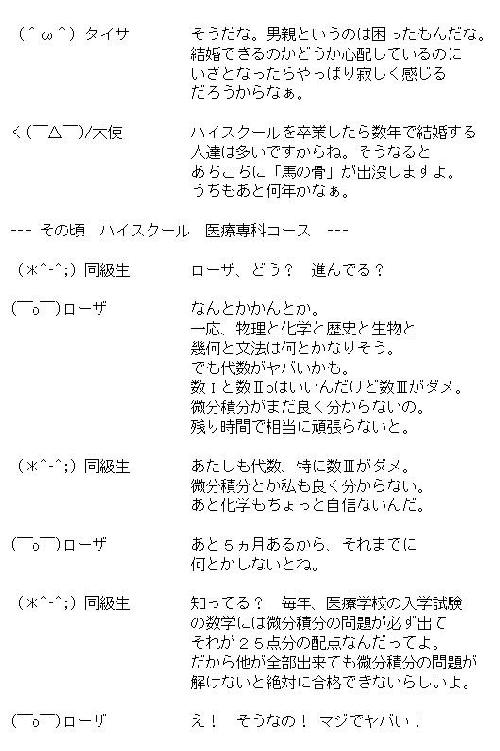 (＾ω＾) タイサ　そうだな。男親というのは困ったもんだな。
結婚できるのかどうか心配しているのに
いざとなったらやっぱり寂しく感じる
だろうからなぁ。
く(￣△￣)/大使　ハイスクールを卒業したら数年で結婚する
人達は多いですからね。そうなると
あちこちに「馬の骨」が出没しますよ。
うちもあと何年かなぁ。
--- その頃　ハイスクール　医療専科コース　---
(＊^-^;) 同級生　ローザ、どう？　進んでる？
(￣o￣)ローザ　なんとかかんとか。
一応、物理と化学と歴史と生物と
幾何と文法は何とかなりそう。
でも代数がヤバいかも。
数Ⅰと数Ⅱbはいいんだけど数Ⅲがダメ。
微分積分がまだ良く分からないの。
残り時間で相当に頑張らないと。
(＊^-^;) 同級生　あたしも代数、特に数Ⅲがダメ。
微分積分とか私も良く分からない。
あと化学もちょっと自信ないんだ。
(￣o￣)ローザ　あと５ヵ月あるから、それまでに
何とかしないとね。
(＊^-^;) 同級生　知ってる？　毎年、医療学校の入学試験
の数学には微分積分の問題が必ず出て
それが２５点分の配点なんだってよ。
だから他が全部出来ても微分積分の問題が
解けないと絶対に合格できないらしいよ。
(￣o￣)ローザ　え！　そうなの！ マジでヤバい．